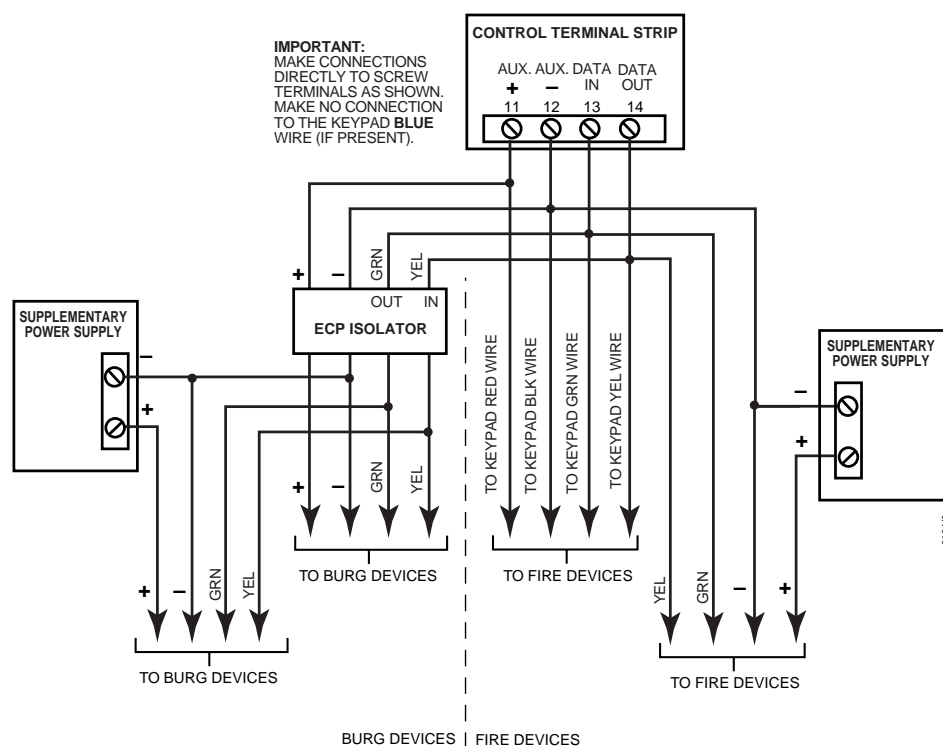 CONTROL TERMINAL STRIP
IMPORTANT:
MAKE CONNECTIONS
DIRECTLY TO SCREW
TERMINALS AS SHOWN.
MAKE NO CONNECTION
TO THE KEYPAD BLUE
WIRE (IF PRESENT).
AUX. AUX. DATA DATA
+ – IN OUT
11 12 13 14
+ – GRN YEL
OUT IN
ECP ISOLATOR
SUPPLEMENTARY
POWER SUPPLY
–
+
TO KEYPAD RED WIRE
TO KEYPAD BLK WIRE
TO KEYPAD GRN WIRE
TO KEYPAD YEL WIRE
SUPPLEMENTARY
POWER SUPPLY
–
+
+ – GRN YEL
TO BURG DEVICES
TO FIRE DEVICES
+ – GRN YEL
TO BURG DEVICES
YEL GRN – +
TO FIRE DEVICES
BURG DEVICES
FIRE DEVICES